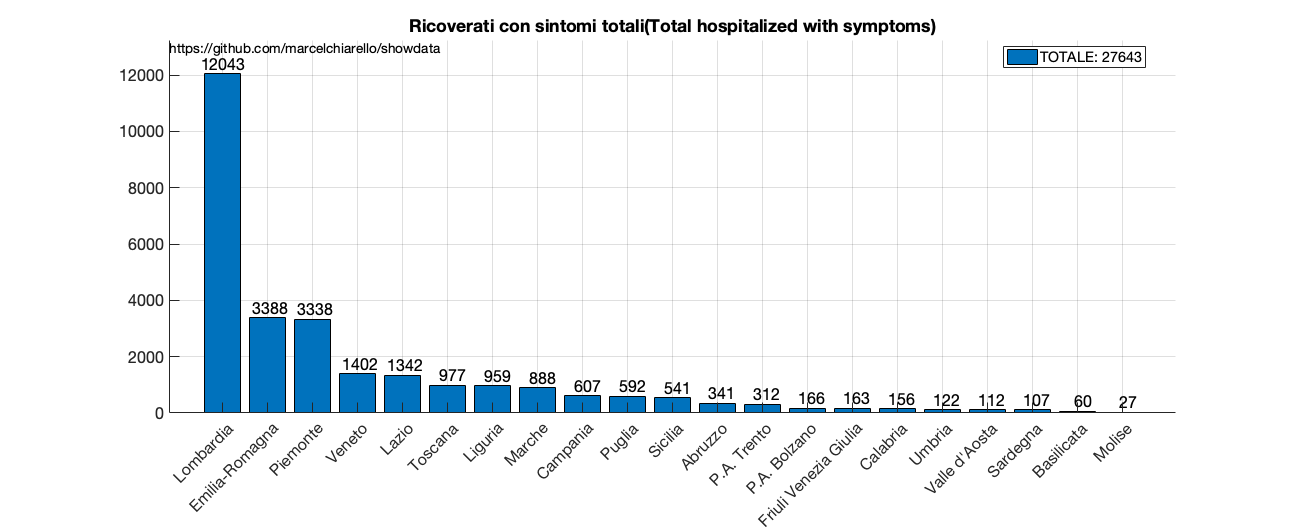 Ricoverati con sintomi totali(Total hospitalized with symptoms)
https://github.com/marcelchiarello/showdata
TOTALE: 27643
12000
10000
8000
6000
4000
2000
0
12043
3388
3338
1402
1342
977
959
888
607
592
541
341
312
166
163
156
122
112
107
60
27
Lombardia
Emilia-Romagna
Piemonte
Veneto
Lazio
Toscana
Liguria
Marche
Campania
Puglia
Sicilia
Abruzzo
P.A. Trento
P.A. Bolzano
Friuli Venezia Giulia
Calabria
Umbria
Valle d'Aosta
Sardegna
Basilicata
Molise